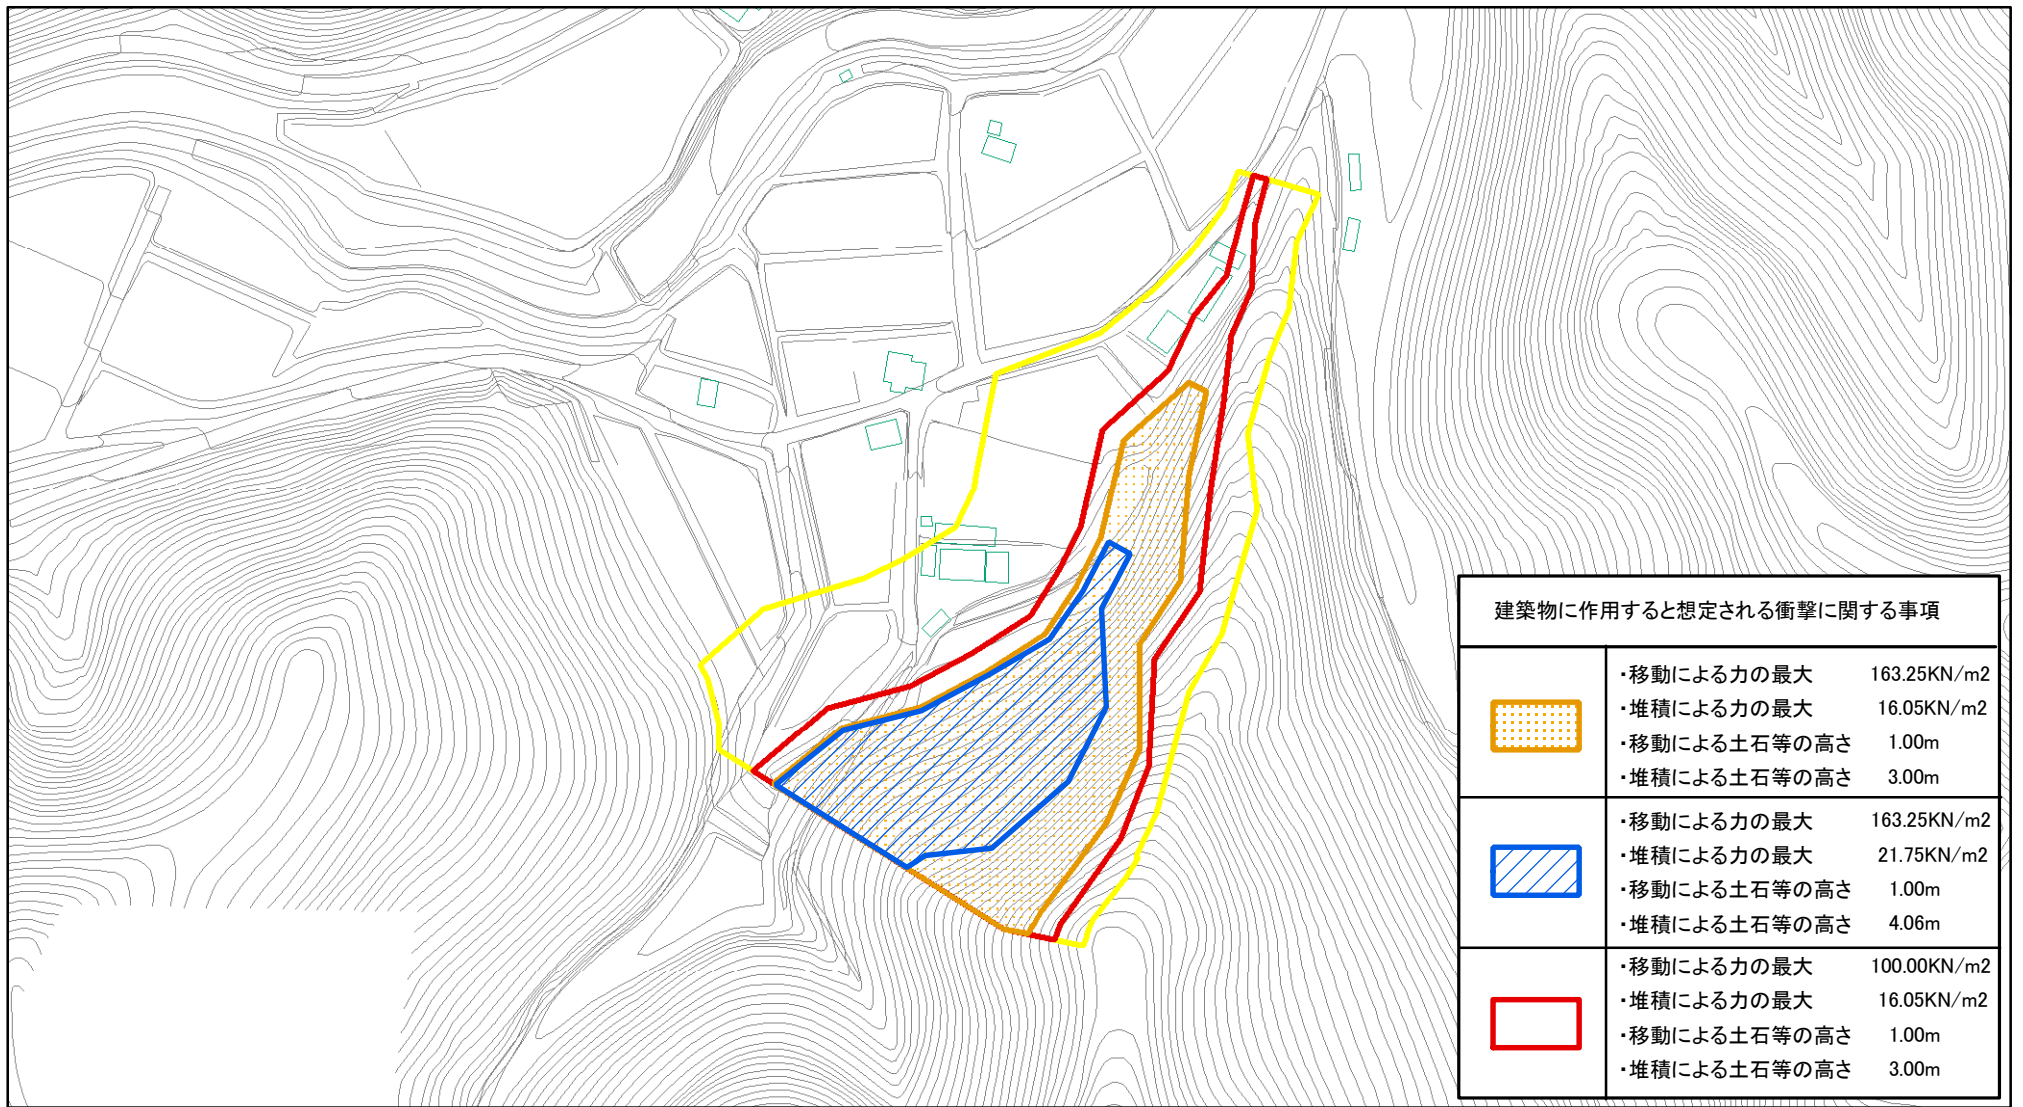 建築物に作用すると想定される衝撃に関する事項
・移動による力の最大 163.25KN/m2
・堆積による力の最大 16.05KN/m2
・移動による土石等の高さ 1.00m
・堆積による土石等の高さ 3.00m
・移動による力の最大 163.25KN/m2
・堆積による力の最大 21.75KN/m2
・移動による土石等の高さ 1.00m
・堆積による土石等の高さ 4.06m
・移動による力の最大 100.00KN/m2
・堆積による力の最大 16.05KN/m2
・移動による土石等の高さ 1.00m
・堆積による土石等の高さ 3.00m